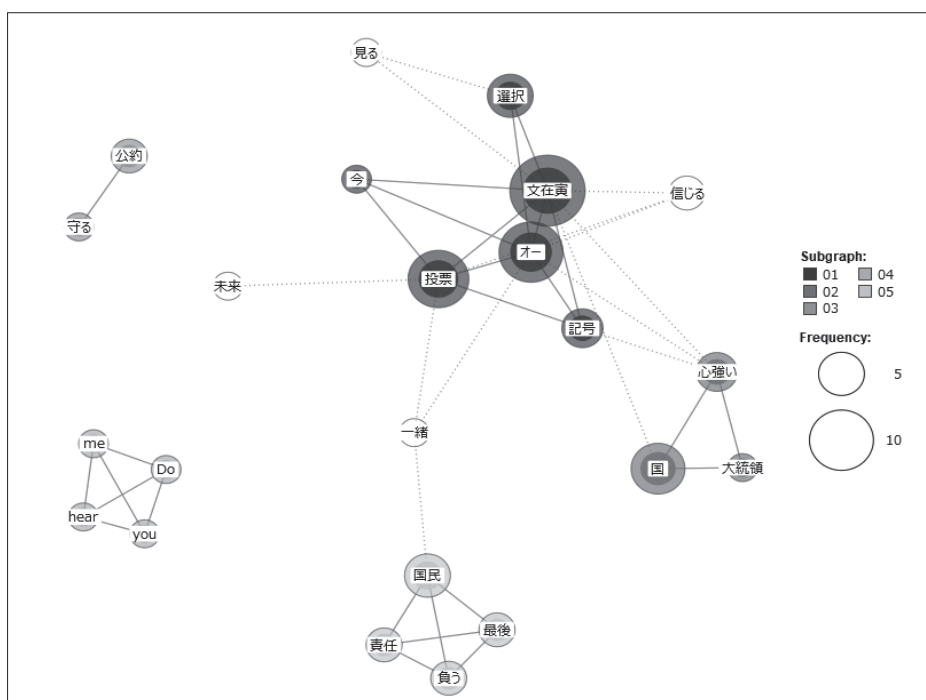 見る
選択
公約
今
文在寅
信じる
守る
オー
Subgraph:
01 04
02 05
03
投票
未来
記号
Frequency:
5
心強い
10
一緒
me
Do
国
大統領
hear
you
国民
最後
責任
負う